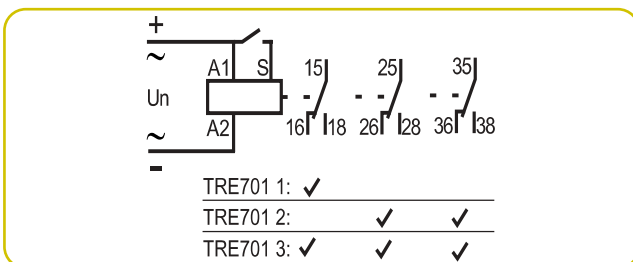 +
~
A1 S 15 25 35
Un
A2 16 18 26 28 36 38
~
-
TRE701 1: ✓
TRE701 2: ✓ ✓
TRE701 3: ✓ ✓ ✓